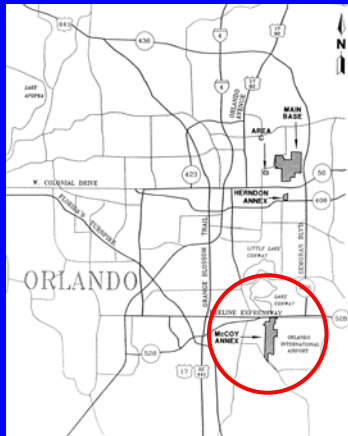 441
436
4
17
92
4
17
92
N
LAKE
APOPKA
ORLANDO
AVENUE
MAIN
BASE
AREA
C
423
50
W. COLONIAL DRIVE
HERNDON
ANNEX
408
FLORIDA'S TURNPIKE
ORANGE BLOSSOM TRAIL
SEMORAN BLVD.
LITTLE LAKE
CONWAY
ORLANDO
LAKE
CONWAY
BEELINE EXPRESSWAY
528
McCOY
ANNEX
ORLANDO
INTERNATIONAL
AIRPORT
528
17
92
441